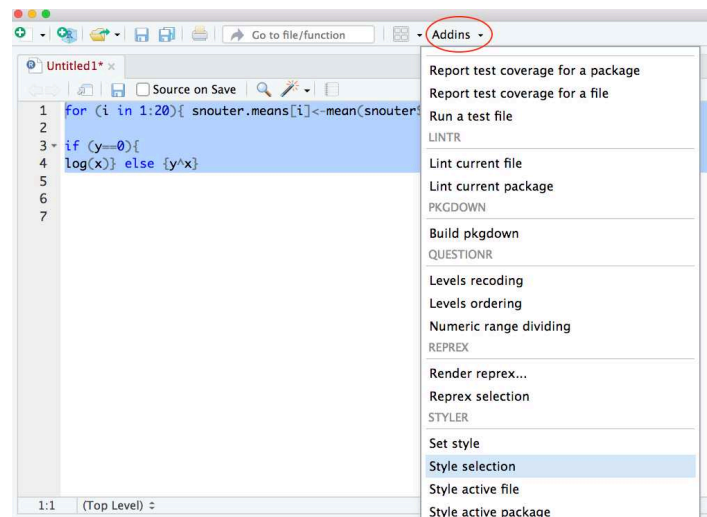 Go to file/function
Addins
Untitled1*
Source on Save
1 for (i in 1:20){ snouter.means[i]<-mean(snouter$
2
3 if (y==0){
4 log(x)} else {y^x}
5
6
7
Report test coverage for a package
Report test coverage for a file
Run a test file
LINTR
Lint current file
Lint current package
PKGDOWN
Build pkgdown
QUESTIONR
Levels recoding
Levels ordering
Numeric range dividing
REPREX
Render reprex...
Reprex selection
STYLER
Set style
Style selection
Style active file
Style active package
1:1 (Top Level)